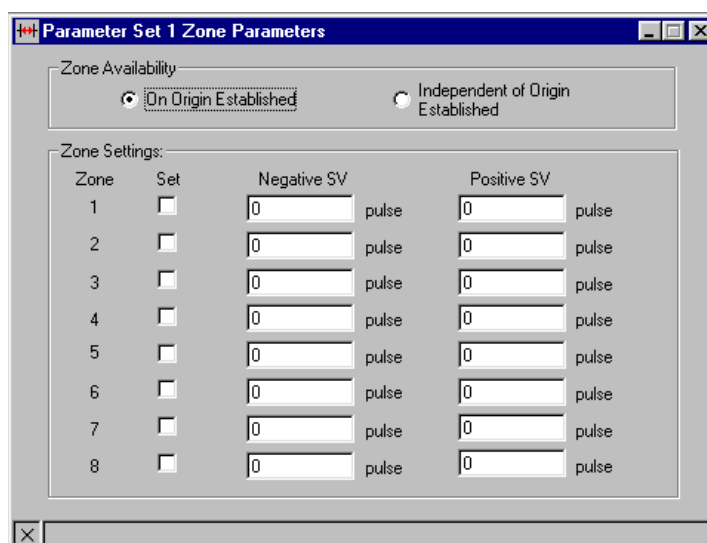 Parameter Set 1 Zone Parameters
Zone Availability
On Origin Established
Independent of Origin
Established
Zone Settings:
Zone Set Negative SV Positive SV
1 0 pulse 0 pulse
2 0 pulse 0 pulse
3 0 pulse 0 pulse
4 0 pulse 0 pulse
5 0 pulse 0 pulse
6 0 pulse 0 pulse
7 0 pulse 0 pulse
8 0 pulse 0 pulse